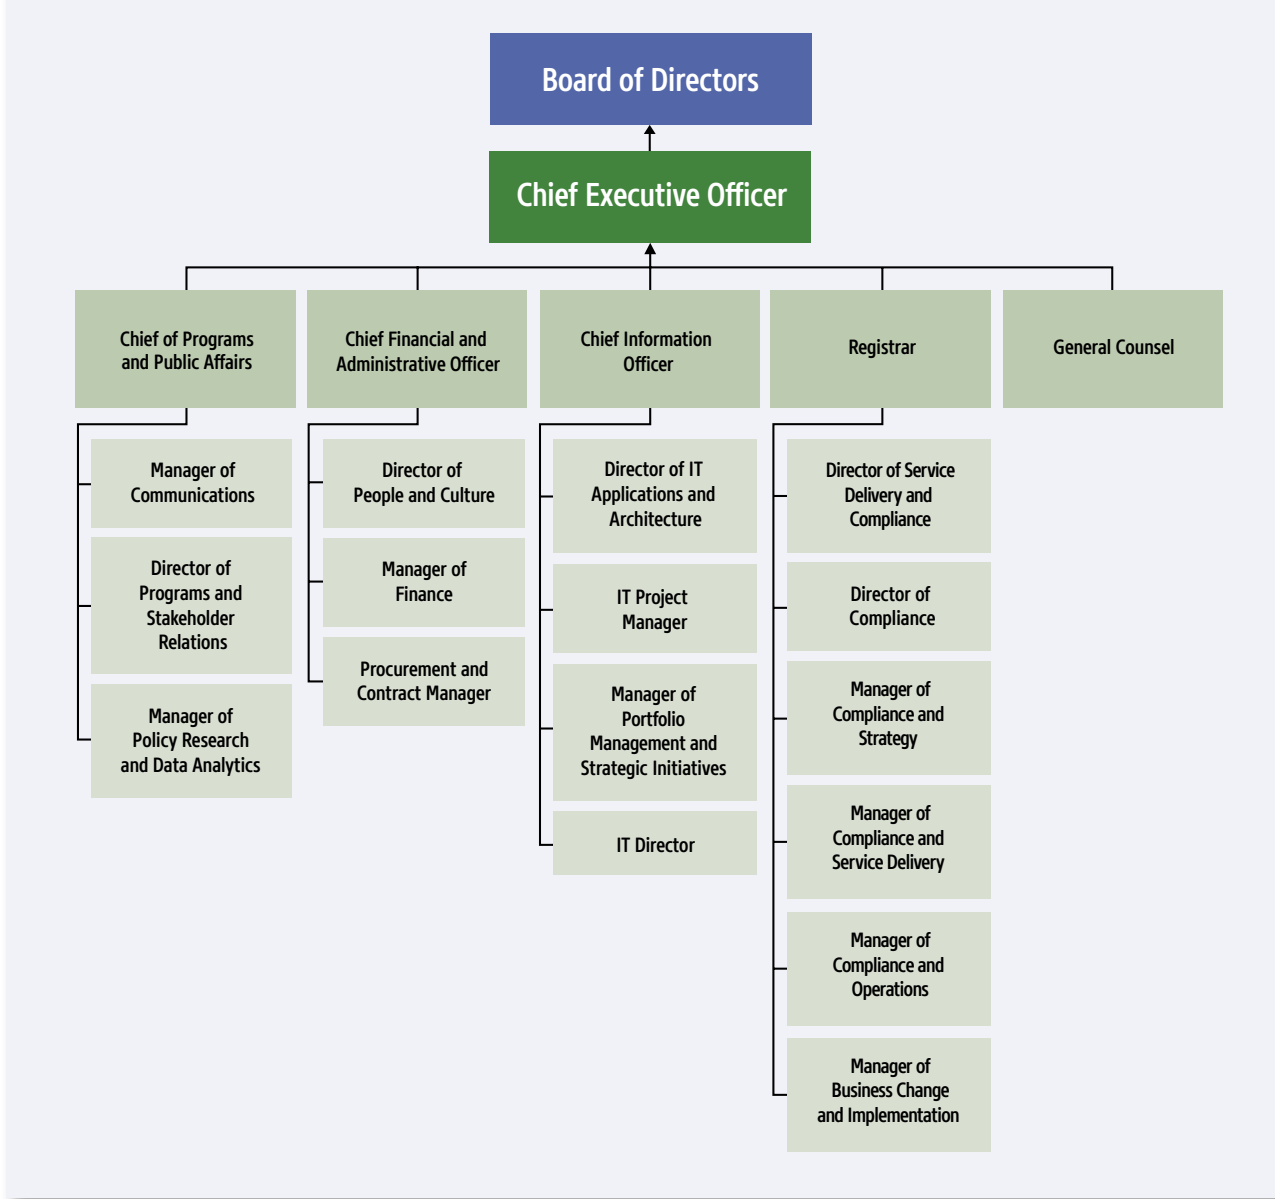 Board of Directors
Chief Executive Officer
Chief of Programs
and Public Affairs
Chief Financial and
Administrative Officer
Chief Information
Officer
Registrar
General Counsel
Manager of
Communications
Director of
Programs and
Stakeholder
Relations
Manager of
Policy Research
and Data Analytics
Director of
People and Culture
Manager of
Finance
Procurement and
Contract Manager
Director of IT
Applications and
Architecture
IT Project
Manager
Manager of
Portfolio
Management and
Strategic Initiatives
IT Director
Director of Service
Delivery and
Compliance
Director of
Compliance
Manager of
Compliance and
Strategy
Manager of
Compliance and
Service Delivery
Manager of
Compliance and
Operations
Manager of
Business Change
and Implementation